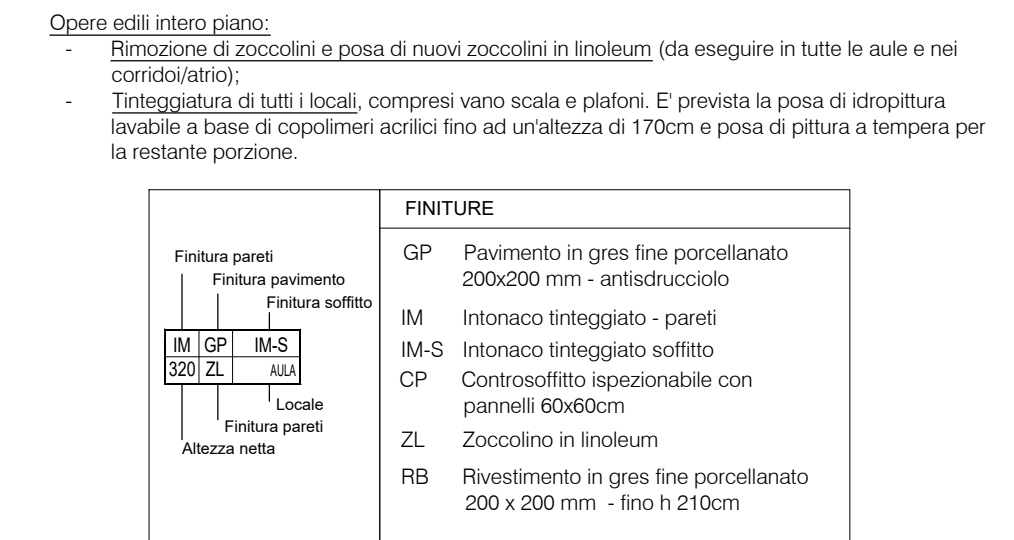 Opere edili intero piano:
- Rimozione di zoccolini e posa di nuovi zoccolini in linoleum (da eseguire in tutte le aule e nei
corridoi/atrio);
- Tinteggiatura di tutti i locali, compresi vano scala e plafoni. E' prevista la posa di idropittura
lavabile a base di copolimeri acrilici fino ad un'altezza di 170cm e posa di pittura a tempera per
la restante porzione.
Finitura pareti
Finitura pavimento
Finitura soffitto
IM GP IM-S
320 ZL AULA
Locale
Finitura pareti
Altezza netta
FINITURE
GP Pavimento in gres fine porcellanato
200x200 mm - antisdrucciolo
IM Intonaco tinteggiato - pareti
IM-S Intonaco tinteggiato soffitto
CP Controsoffitto ispezionabile con
pannelli 60x60cm
ZL Zoccolino in linoleum
RB Rivestimento in gres fine porcellanato
200 x 200 mm - fino h 210cm